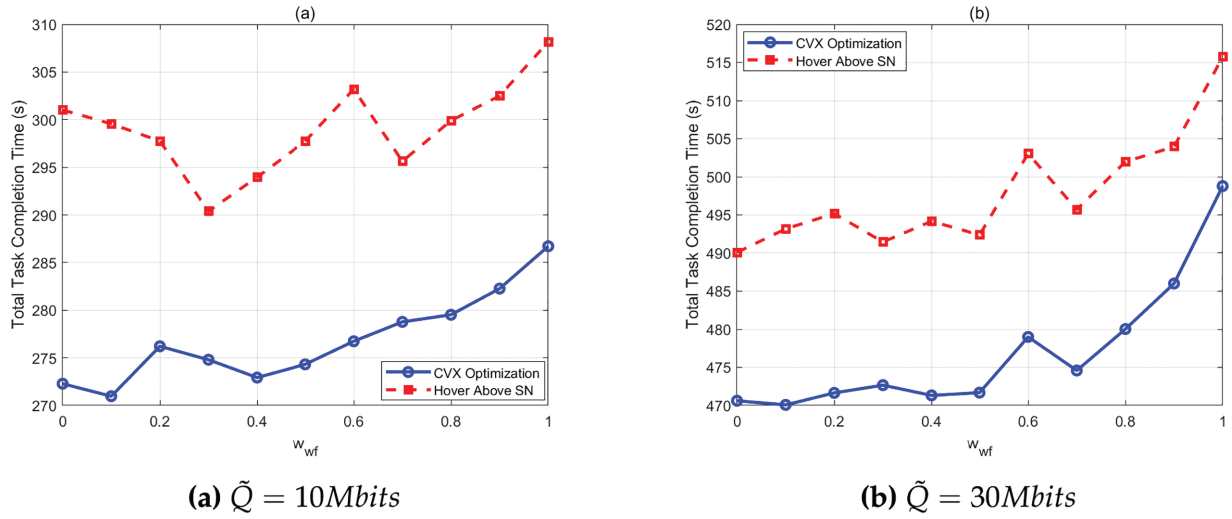 (a)
310
305
300
295
290
285
280
275
270
Total Task Completion Time (s)
CVX Optimization
Hover Above SN
0 0.2 0.4 0.6 0.8 1
w_wf
(a) Q̃ = 10Mbits
(b)
520
515
510
505
500
495
490
485
480
475
470
Total Task Completion Time (s)
CVX Optimization
Hover Above SN
0 0.2 0.4 0.6 0.8 1
w_wf
(b) Q̃ = 30Mbits